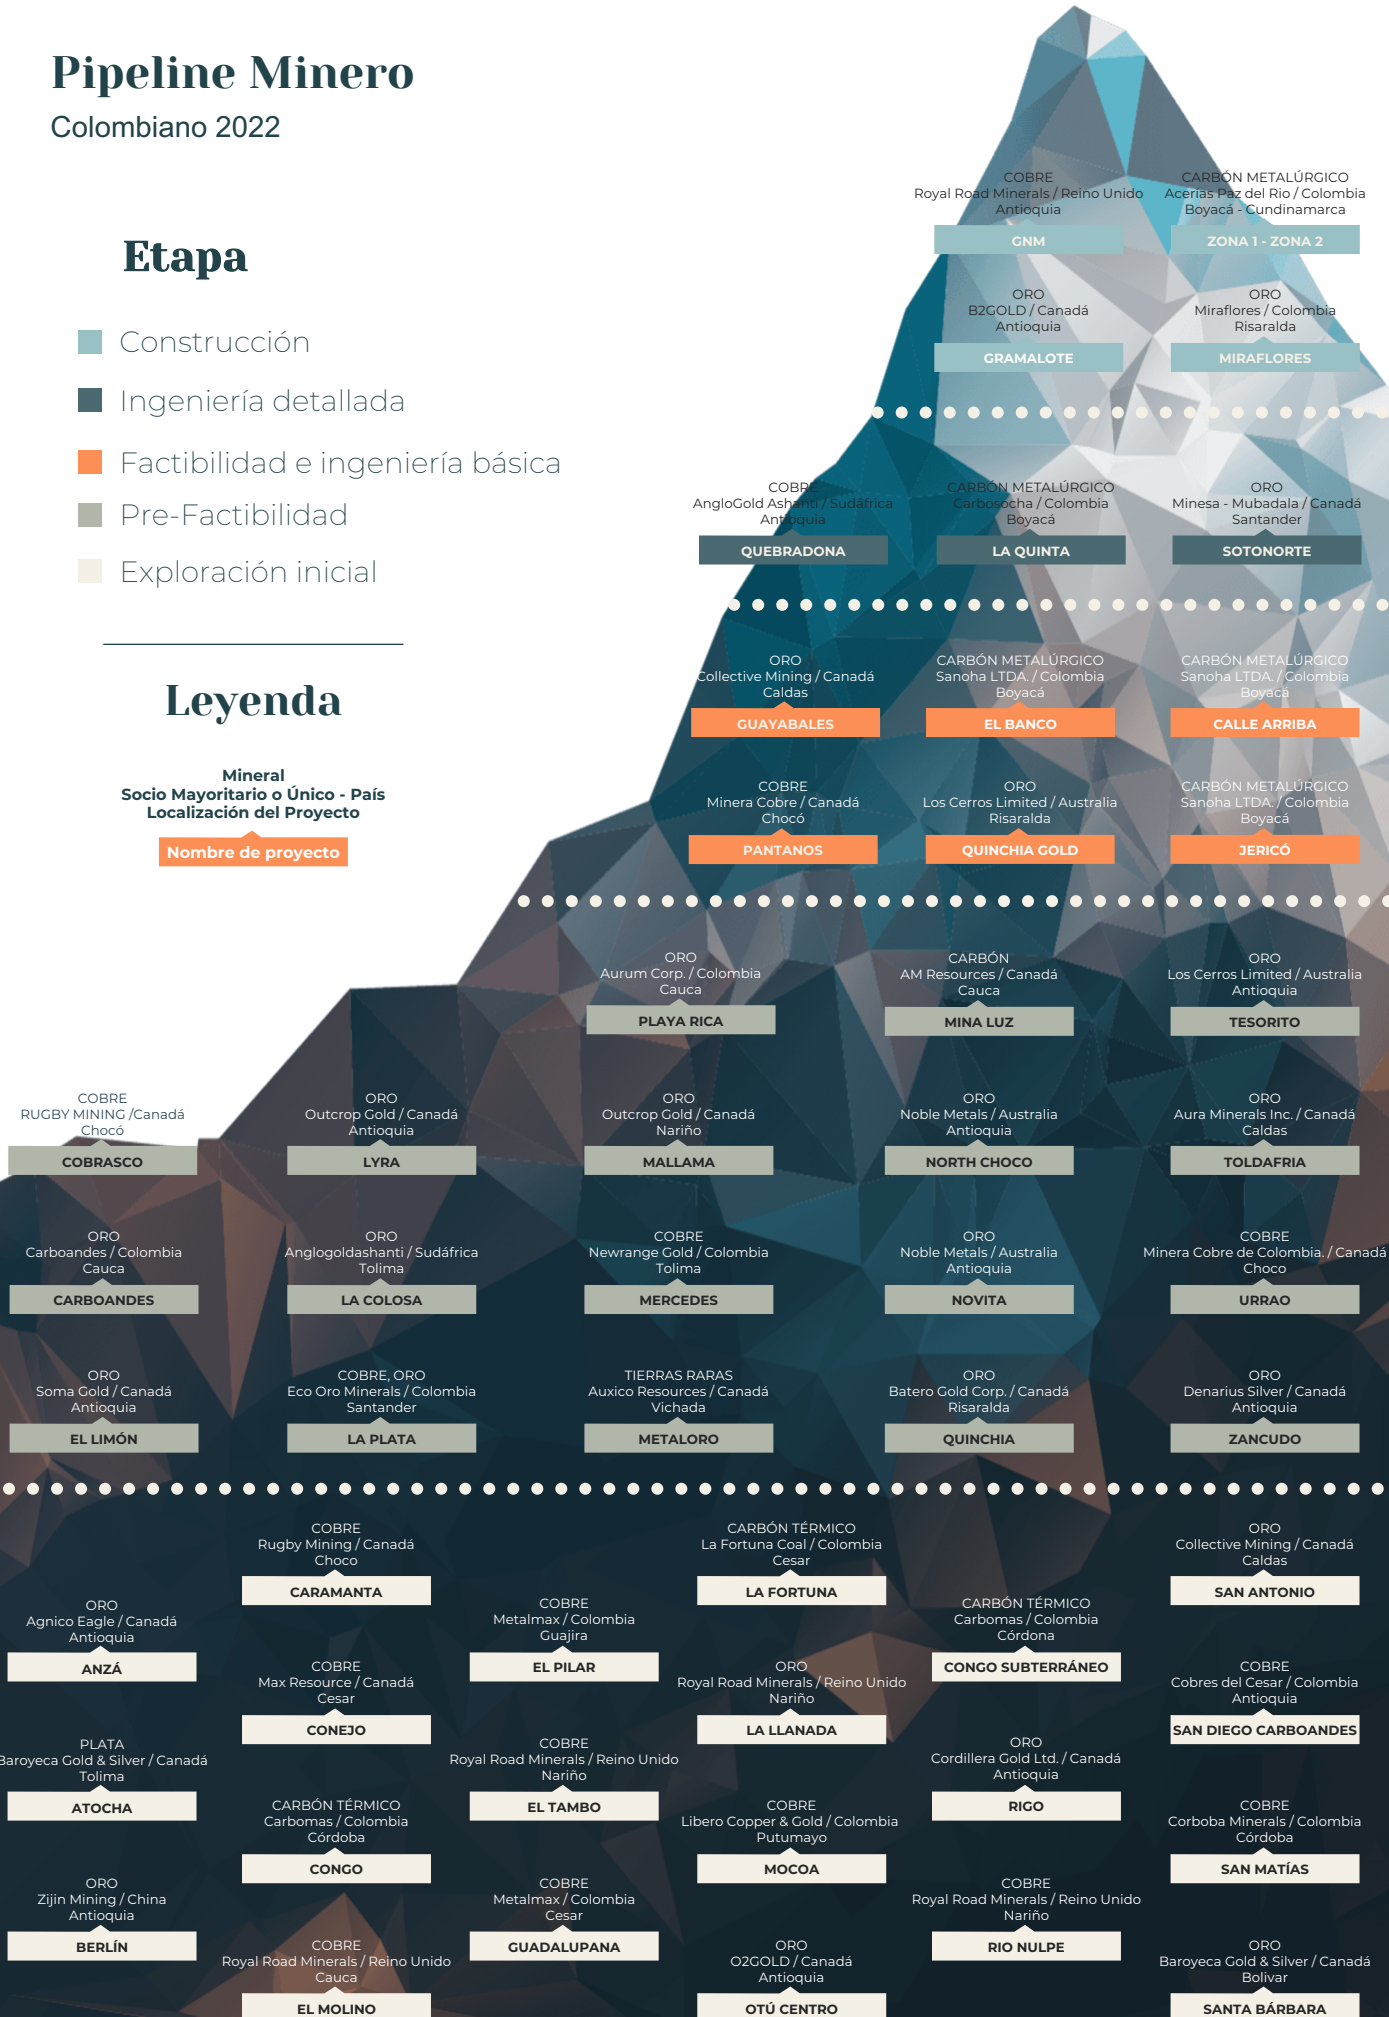 Pipeline Minero
Colombiano 2022
Etapa
Construcción
Ingeniería detallada
Factibilidad e ingeniería básica
Pre-Factibilidad
Exploración inicial
Leyenda
Mineral
Socio Mayoritario o Único - País
Localización del Proyecto
Nombre de proyecto
COBRE
Royal Road Minerals / Reino Unido
Antioquia
GNM
CARBÓN METALÚRGICO
Acerías Paz del Rio / Colombia
Boyacá - Cundinamarca
ZONA 1 - ZONA 2
ORO
B2GOLD / Canadá
Antioquia
GRAMALOTE
ORO
Miraflores / Colombia
Risaralda
MIRAFLORES
COBRE
AngloGold Ashanti / Sudáfrica
Antioquia
QUEBRADONA
CARBÓN METALÚRGICO
Carbosocha / Colombia
Boyacá
LA QUINTA
ORO
Minesa - Mubadala / Canadá
Santander
SOTONORTE
ORO
Collective Mining / Canadá
Caldas
GUAYABALES
CARBÓN METALÚRGICO
Sanoha LTDA. / Colombia
Boyacá
EL BANCO
CARBÓN METALÚRGICO
Sanoha LTDA. / Colombia
Boyacá
CALLE ARRIBA
COBRE
Minera Cobre / Canadá
Chocó
PANTANOS
ORO
Los Cerros Limited / Australia
Risaralda
QUINCHIA GOLD
CARBÓN METALÚRGICO
Sanoha LTDA. / Colombia
Boyacá
JERICÓ
ORO
Aurum Corp. / Colombia
Cauca
PLAYA RICA
CARBÓN
AM Resources / Canadá
Cauca
MINA LUZ
ORO
Los Cerros Limited / Australia
Antioquia
TESORITO
COBRE
RUGBY MINING /Canadá
Chocó
COBRASCO
ORO
Outcrop Gold / Canadá
Antioquia
LYRA
ORO
Outcrop Gold / Canadá
Nariño
MALLAMA
ORO
Noble Metals / Australia
Antioquia
NORTH CHOCO
ORO
Aura Minerals Inc. / Canadá
Caldas
TOLDAFRIA
ORO
Carboandes / Colombia
Cauca
CARBOANDES
ORO
Anglogoldashanti / Sudáfrica
Tolima
LA COLOSA
COBRE
Newrange Gold / Colombia
Tolima
MERCEDES
ORO
Noble Metals / Australia
Antioquia
NOVITA
COBRE
Minera Cobre de Colombia. / Canadá
Choco
URRAO
ORO
Soma Gold / Canadá
Antioquia
EL LIMÓN
COBRE, ORO
Eco Oro Minerals / Colombia
Santander
LA PLATA
TIERRAS RARAS
Auxico Resources / Canadá
Vichada
METALORO
ORO
Batero Gold Corp. / Canadá
Risaralda
QUINCHIA
ORO
Denarius Silver / Canadá
Antioquia
ZANCUDO
COBRE
Rugby Mining / Canadá
Choco
CARAMANTA
CARBÓN TÉRMICO
La Fortuna Coal / Colombia
Cesar
LA FORTUNA
ORO
Collective Mining / Canadá
Caldas
SAN ANTONIO
ORO
Agnico Eagle / Canadá
Antioquia
ANZÁ
COBRE
Metalmax / Colombia
Guajira
EL PILAR
CARBÓN TÉRMICO
Carbomas / Colombia
Córdona
CONGO SUBTERRÁNEO
COBRE
Max Resource / Canadá
Cesar
CONEJO
ORO
Royal Road Minerals / Reino Unido
Nariño
LA LLANADA
COBRE
Cobres del Cesar / Colombia
Antioquia
SAN DIEGO CARBOANDES
PLATA
Baroyeca Gold & Silver / Canadá
Tolima
ATOCHA
COBRE
Royal Road Minerals / Reino Unido
Nariño
EL TAMBO
ORO
Cordillera Gold Ltd. / Canadá
Antioquia
RIGO
CARBÓN TÉRMICO
Carbomas / Colombia
Córdoba
CONGO
COBRE
Libero Copper & Gold / Colombia
Putumayo
MOCOA
COBRE
Corboba Minerals / Colombia
Córdoba
SAN MATÍAS
ORO
Zijin Mining / China
Antioquia
BERLÍN
COBRE
Metalmax / Colombia
Cesar
GUADALUPANA
COBRE
Royal Road Minerals / Reino Unido
Nariño
RIO NULPE
COBRE
Royal Road Minerals / Reino Unido
Cauca
EL MOLINO
ORO
O2GOLD / Canadá
Antioquia
OTÚ CENTRO
ORO
Baroyeca Gold & Silver / Canadá
Bolivar
SANTA BÁRBARA